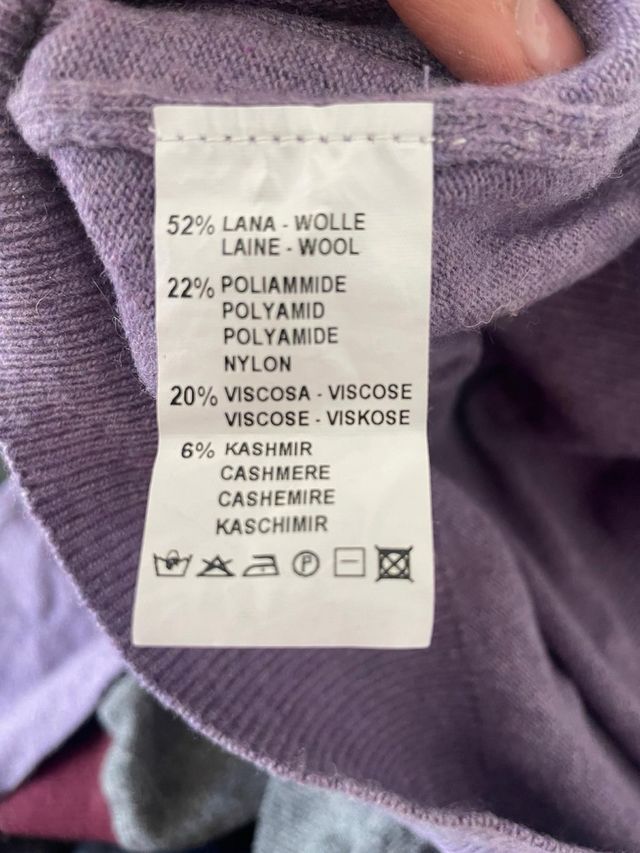 52% LANA - WOLLE
LAINE - WOOL
22% POLIAMMIDE
POLYAMID
POLYAMIDE
NYLON
20% VISCOSA - VISCOSE
VISCOSE - VISKOSE
6% KASHMIR
CASHMERE
CASHEMIRE
KASCHIMIR
P